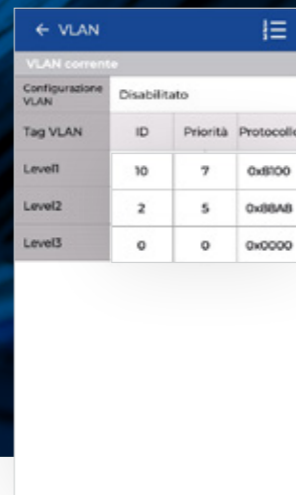 ← VLAN
VLAN corrente
Configurazione VLAN Disabilitato
Tag VLAN ID Priorità Protocollo
Level1 10 7 0x8100
Level2 2 5 0x88A8
Level3 0 0 0x0000